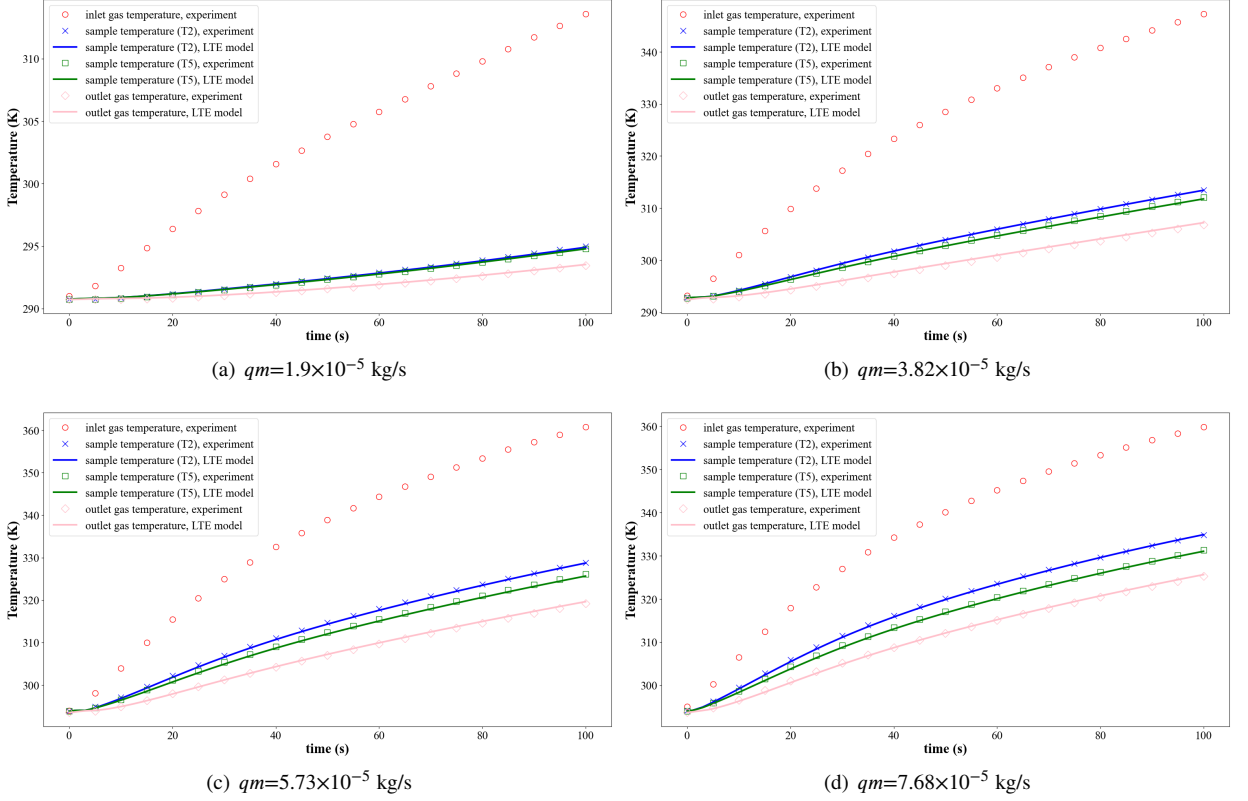 inlet gas temperature, experiment
sample temperature (T2), experiment
sample temperature (T2), LTE model
sample temperature (T5), experiment
sample temperature (T5), LTE model
outlet gas temperature, experiment
outlet gas temperature, LTE model
Temperature (K)
310
305
300
295
290
0 20 40 60 80 100
time (s)
(a) qm=1.9×10⁻⁵ kg/s
inlet gas temperature, experiment
sample temperature (T2), experiment
sample temperature (T2), LTE model
sample temperature (T5), experiment
sample temperature (T5), LTE model
outlet gas temperature, experiment
outlet gas temperature, LTE model
Temperature (K)
340
330
320
310
300
290
0 20 40 60 80 100
time (s)
(b) qm=3.82×10⁻⁵ kg/s
inlet gas temperature, experiment
sample temperature (T2), experiment
sample temperature (T2), LTE model
sample temperature (T5), experiment
sample temperature (T5), LTE model
outlet gas temperature, experiment
outlet gas temperature, LTE model
Temperature (K)
360
350
340
330
320
310
300
0 20 40 60 80 100
time (s)
(c) qm=5.73×10⁻⁵ kg/s
inlet gas temperature, experiment
sample temperature (T2), experiment
sample temperature (T2), LTE model
sample temperature (T5), experiment
sample temperature (T5), LTE model
outlet gas temperature, experiment
outlet gas temperature, LTE model
Temperature (K)
360
350
340
330
320
310
300
0 20 40 60 80 100
time (s)
(d) qm=7.68×10⁻⁵ kg/s